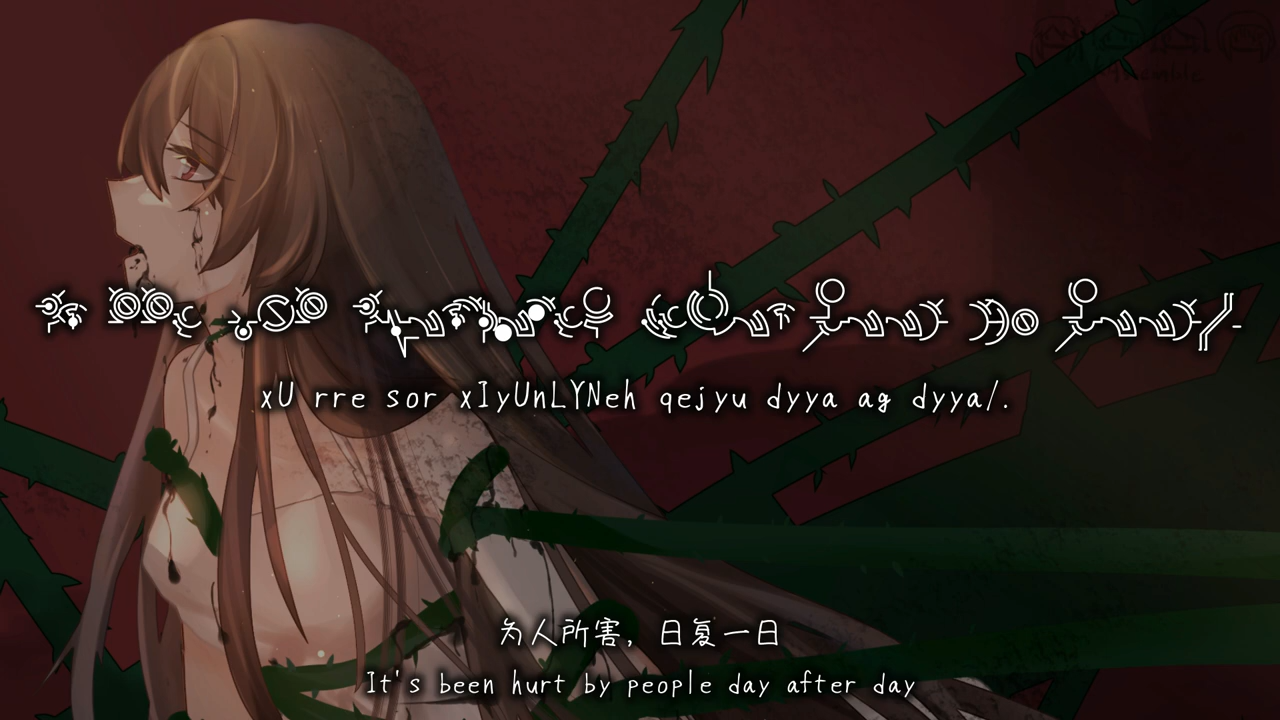 xU rre sor xIyUnLYNeh qejyu dyya ag dyya/.
为人所害，日复一日
It's been hurt by people day after day